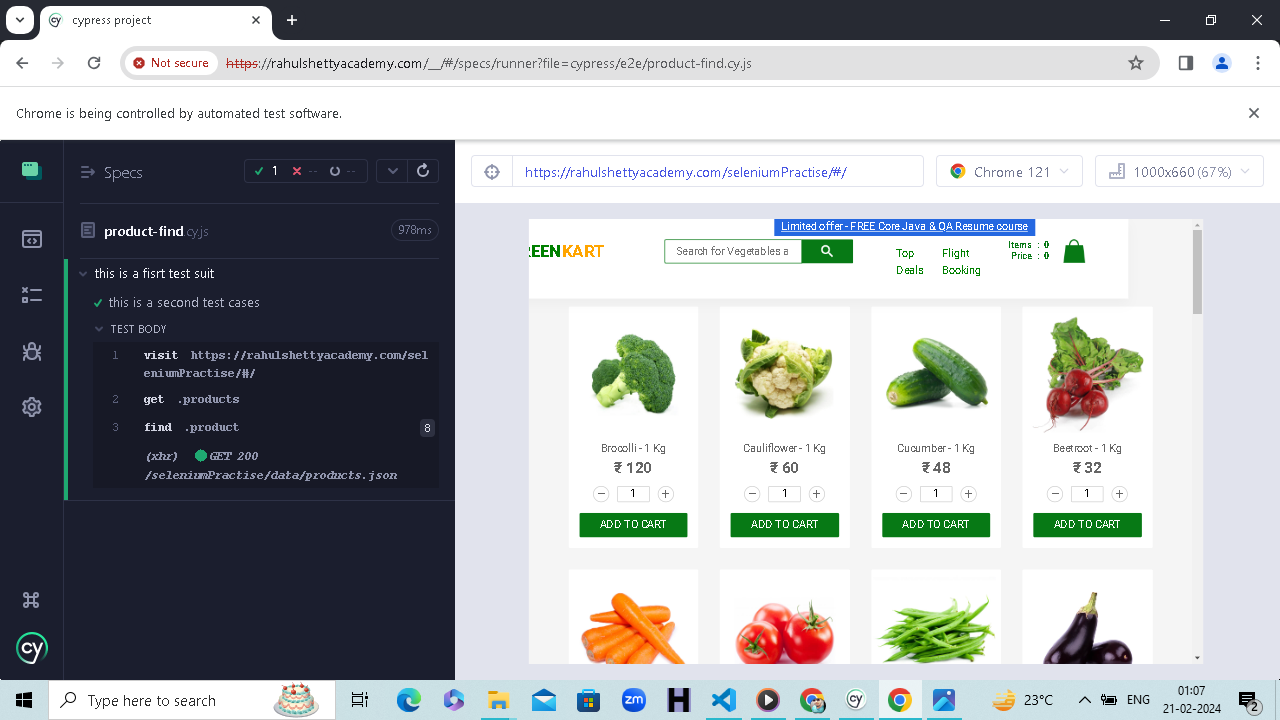 cypress project
Not secure
https://rahulshettyacademy.com/__/#/specs/runner?file=cypress/e2e/product-find.cy.js
Chrome is being controlled by automated test software.
Specs
1
--
--
https://rahulshettyacademy.com/seleniumPractise/#/
Chrome 121
1000x660 (67%)
product-find.cy.js
978ms
this is a fisrt test suit
this is a second test cases
TEST BODY
1 visit https://rahulshettyacademy.com/sel
eniumPractise/#/
2 get .products
3 find .product 8
(xhr) GET 200
/seleniumPractise/data/products.json
cy
Limited offer - FREE Core Java & QA Resume course
REENKART
Search for Vegetables a
Top
Deals
Flight
Booking
Items : 0
Price : 0
Brocolli - 1 Kg
₹ 120
1
ADD TO CART
Cauliflower - 1 Kg
₹ 60
1
ADD TO CART
Cucumber - 1 Kg
₹ 48
1
ADD TO CART
Beetroot - 1 Kg
₹ 32
1
ADD TO CART
Type here to search
zm
H
cy
23°C
ENG
01:07
21-02-2024
2